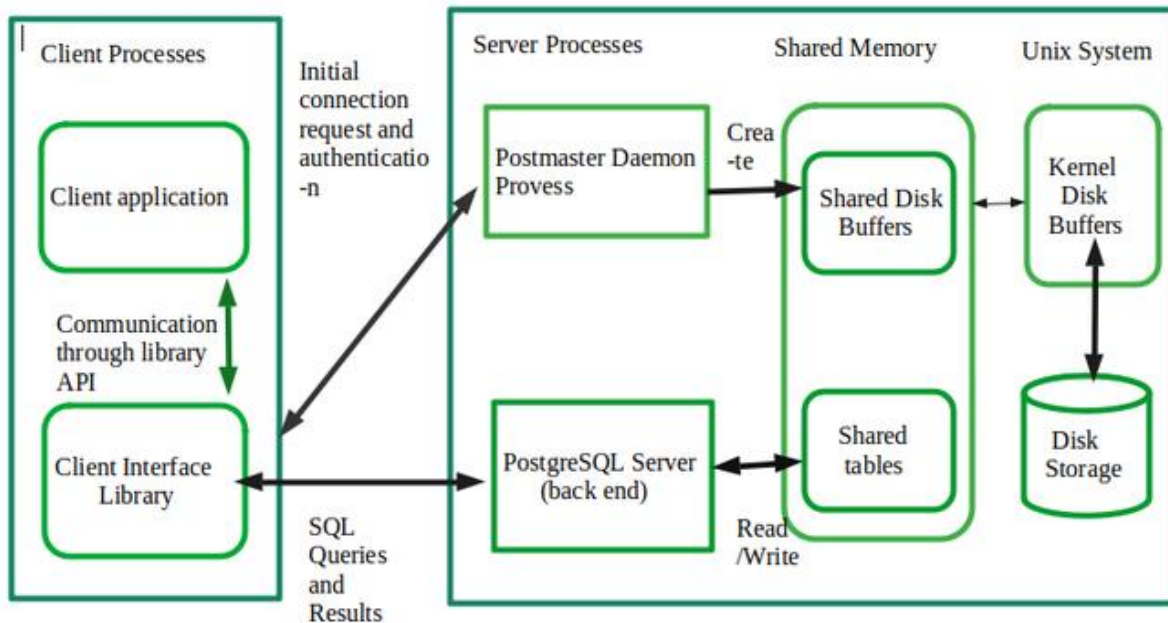 Client Processes
Client application
Communication
through library
API
Client Interface
Library
Initial
connection
request and
authenticatio
-n
SQL
Queries
and
Results
Server Processes
Shared Memory
Unix System
Postmaster Daemon
Provess
Crea
-te
Shared Disk
Buffers
Kernel
Disk
Buffers
PostgreSQL Server
(back end)
Read
/Write
Shared
tables
Disk
Storage